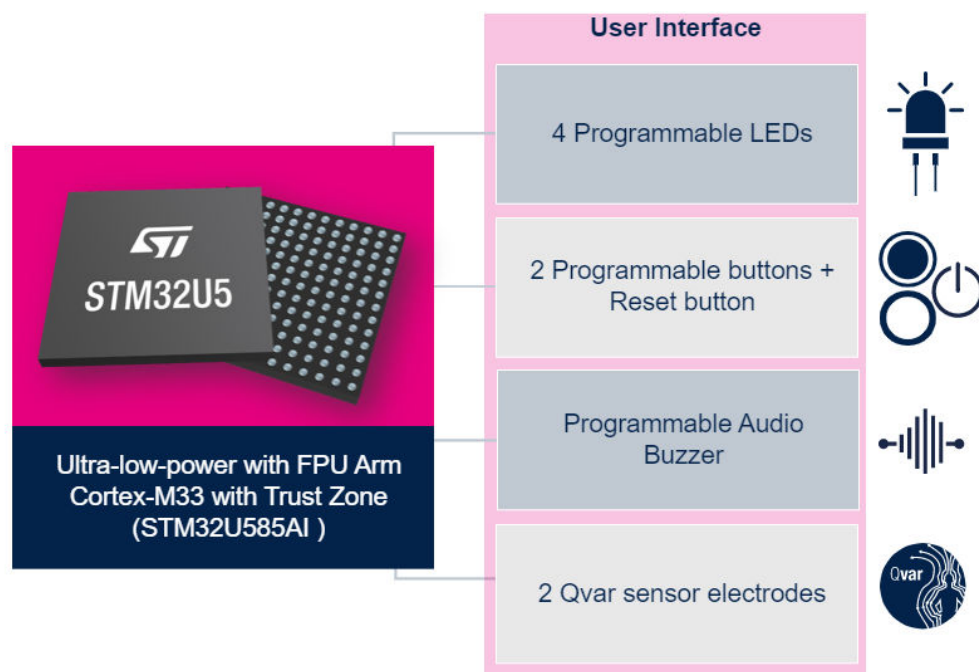 User Interface
4 Programmable LEDs
ST
STM32U5
2 Programmable buttons +
Reset button
Programmable Audio
Buzzer
Ultra-low-power with FPU Arm
Cortex-M33 with Trust Zone
(STM32U585AI )
2 Qvar sensor electrodes
Qvar